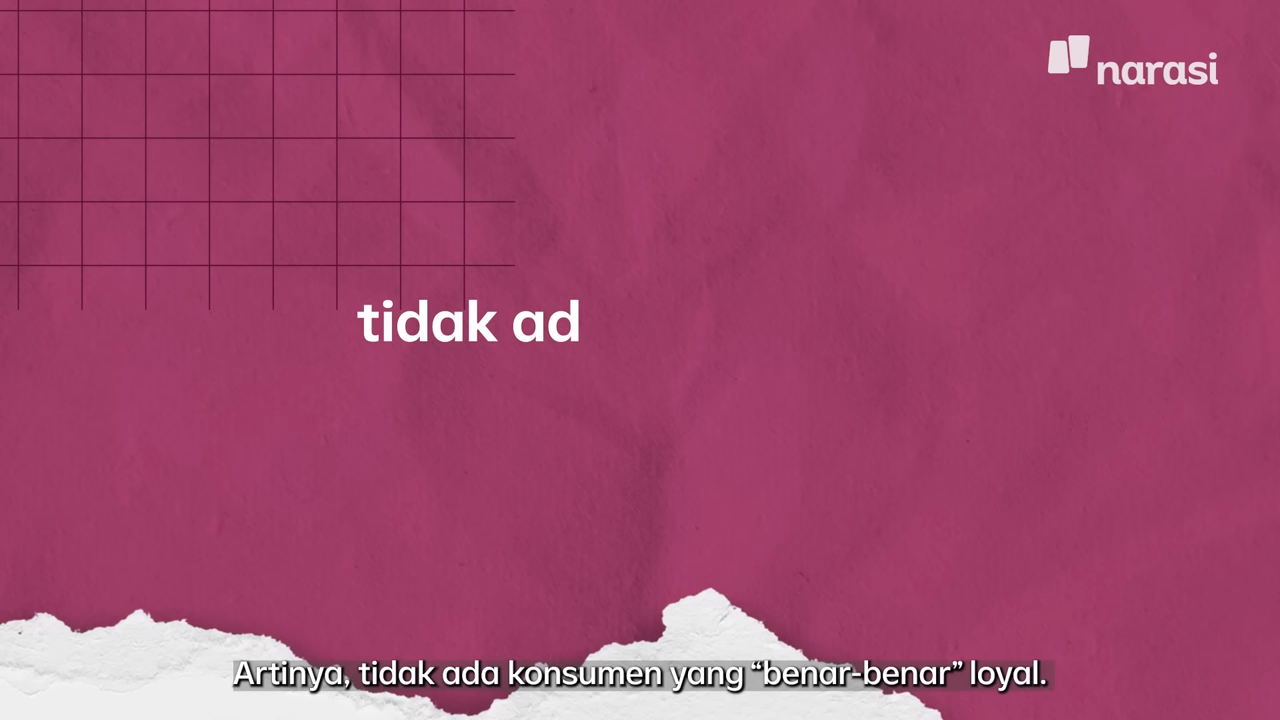 narasi
tidak ad
Artinya, tidak ada konsumen yang “benar-benar” loyal.